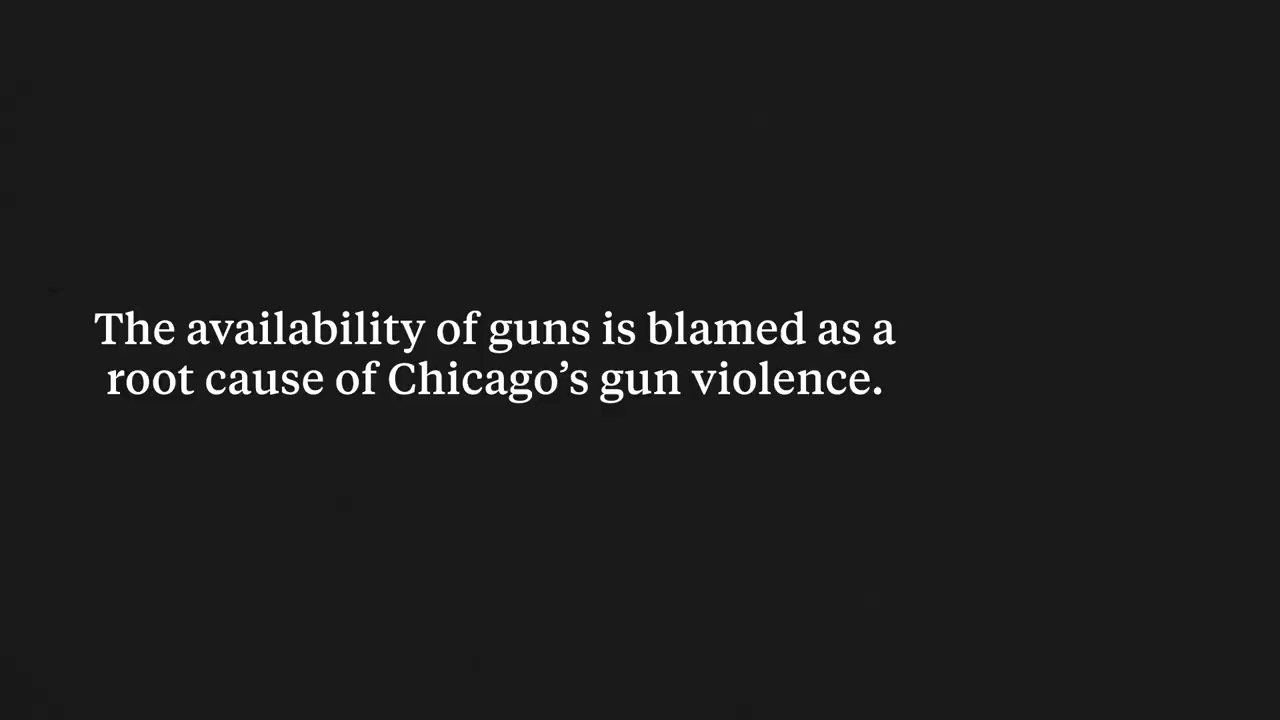 The availability of guns is blamed as a
root cause of Chicago’s gun violence.